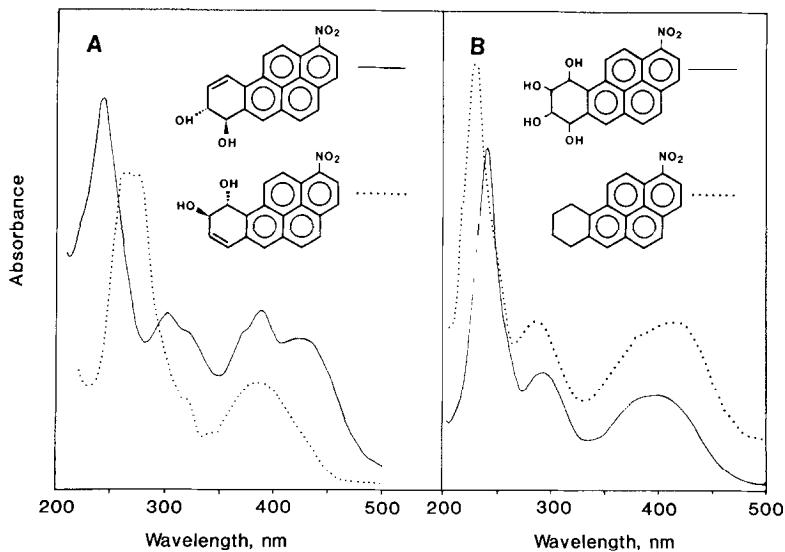 A
NO₂
OH
OH
NO₂
OH
OH
B
NO₂
OH
HO
HO
OH
NO₂
Absorbance
200 300 400 500
200 300 400 500
Wavelength, nm
Wavelength, nm